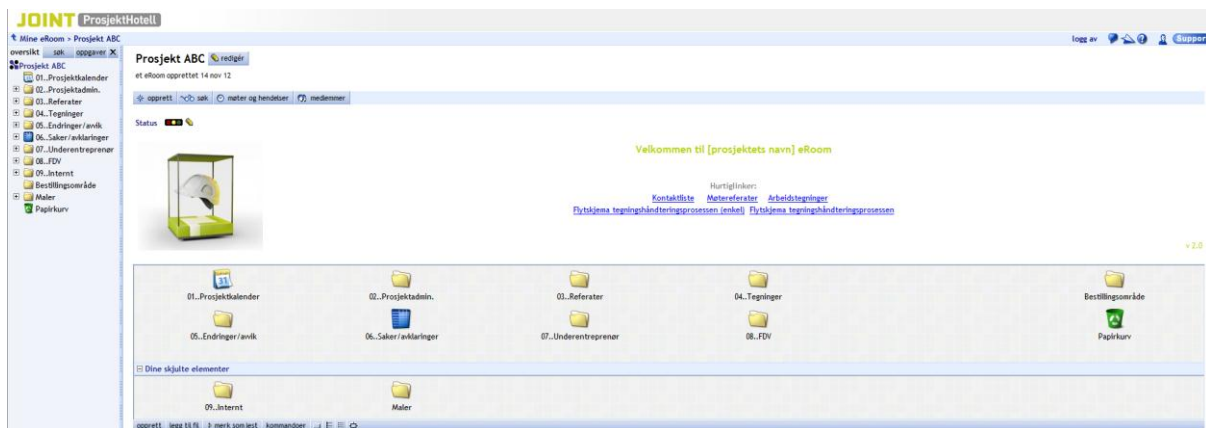 JOINT ProsjektHotell
Mine eRoom > Prosjekt ABC
logg av
Suppor
oversikt søk oppgaver X
Prosjekt ABC
01..Prosjektkalender
02..Prosjektadmin.
03..Referater
04..Tegninger
05..Endringer/avvik
06..Saker/avklaringer
07..Underentreprenør
08..FDV
09..Internt
Bestillingsområde
Maler
Papirkurv
Prosjekt ABC redigér
et eRoom opprettet 14 nov 12
opprett søk møter og hendelser medlemmer
Status
Velkommen til [prosjektets navn] eRoom
Hurtiglinker:
Kontaktliste Møtereferater Arbeidstegninger
Flytskjema tegningshåndteringsprosessen (enkel) Flytskjema tegningshåndteringsprosessen
v 2.0
31
01..Prosjektkalender 02..Prosjektadmin. 03..Referater 04..Tegninger Bestillingsområde
05..Endringer/avvik 06..Saker/avklaringer 07..Underentreprenør 08..FDV Papirkurv
Dine skjulte elementer
09..Internt Maler
opprett legg til fil merk som lest kommandoer